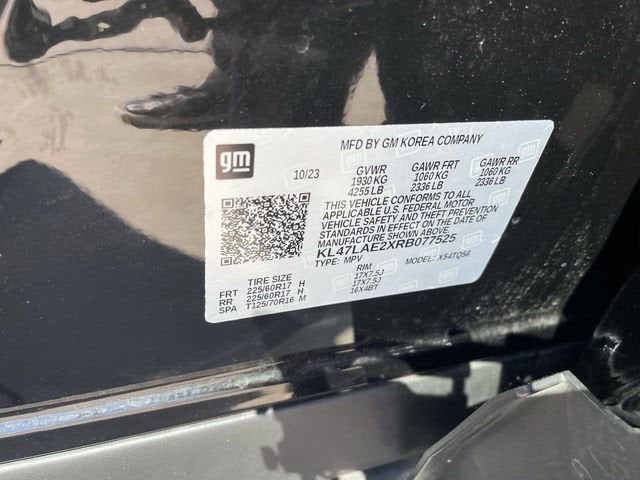 gm
MFD BY GM KOREA COMPANY
10/23 GVWR GAWR FRT GAWR RR
1930 KG 1060 KG 1060 KG
4255 LB 2336 LB 2336 LB
THIS VEHICLE CONFORMS TO ALL
APPLICABLE U.S. FEDERAL MOTOR
VEHICLE SAFETY AND THEFT PREVENTION
STANDARDS IN EFFECT ON THE DATE OF
MANUFACTURE SHOWN ABOVE.
KL47LAE2XRB077525
TYPE: MPV MODEL: X54TQ58
TIRE SIZE RIM
FRT 225/60R17 H 17X7.5J
RR 225/60R17 H 17X7.5J
SPA T125/70R16 M 16X4BT